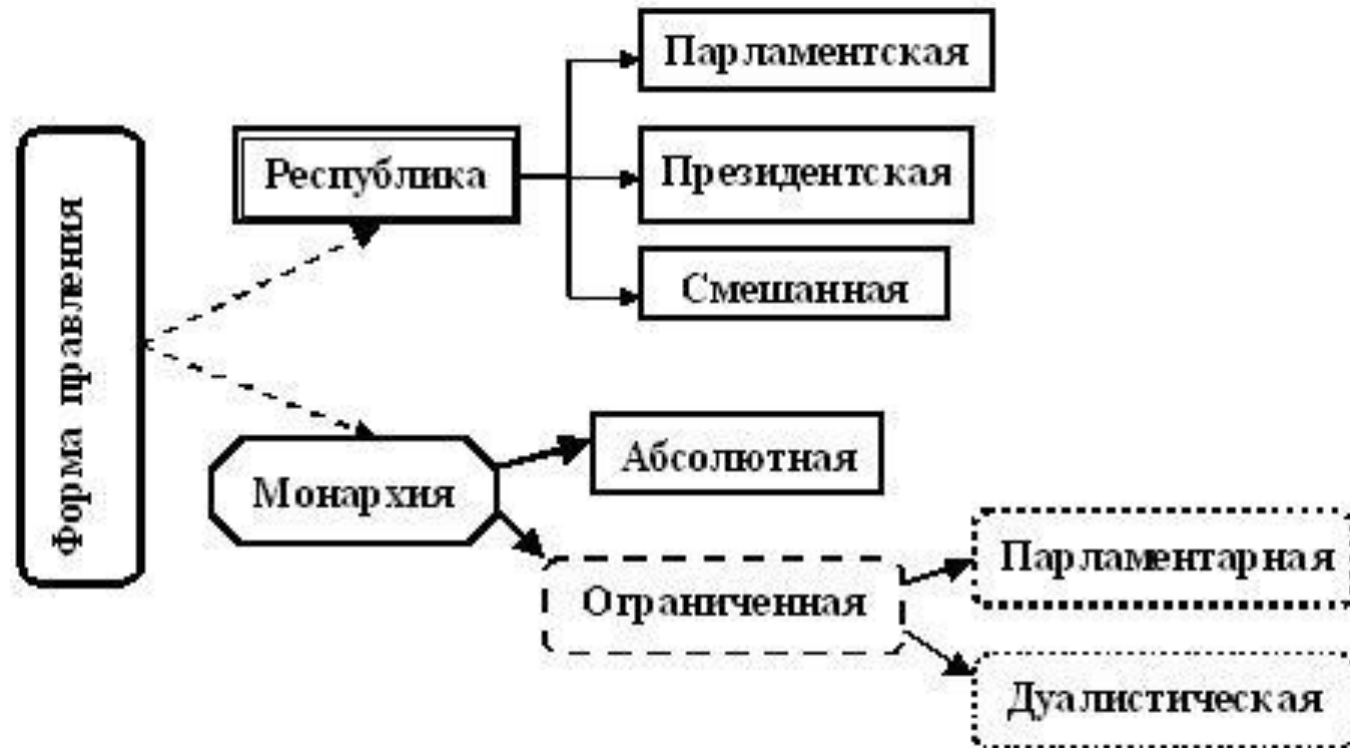 Форма правления
Республика
Парламентская
Президентская
Смешанная
Монархия
Абсолютная
Ограниченная
Парламентарная
Дуалистическая